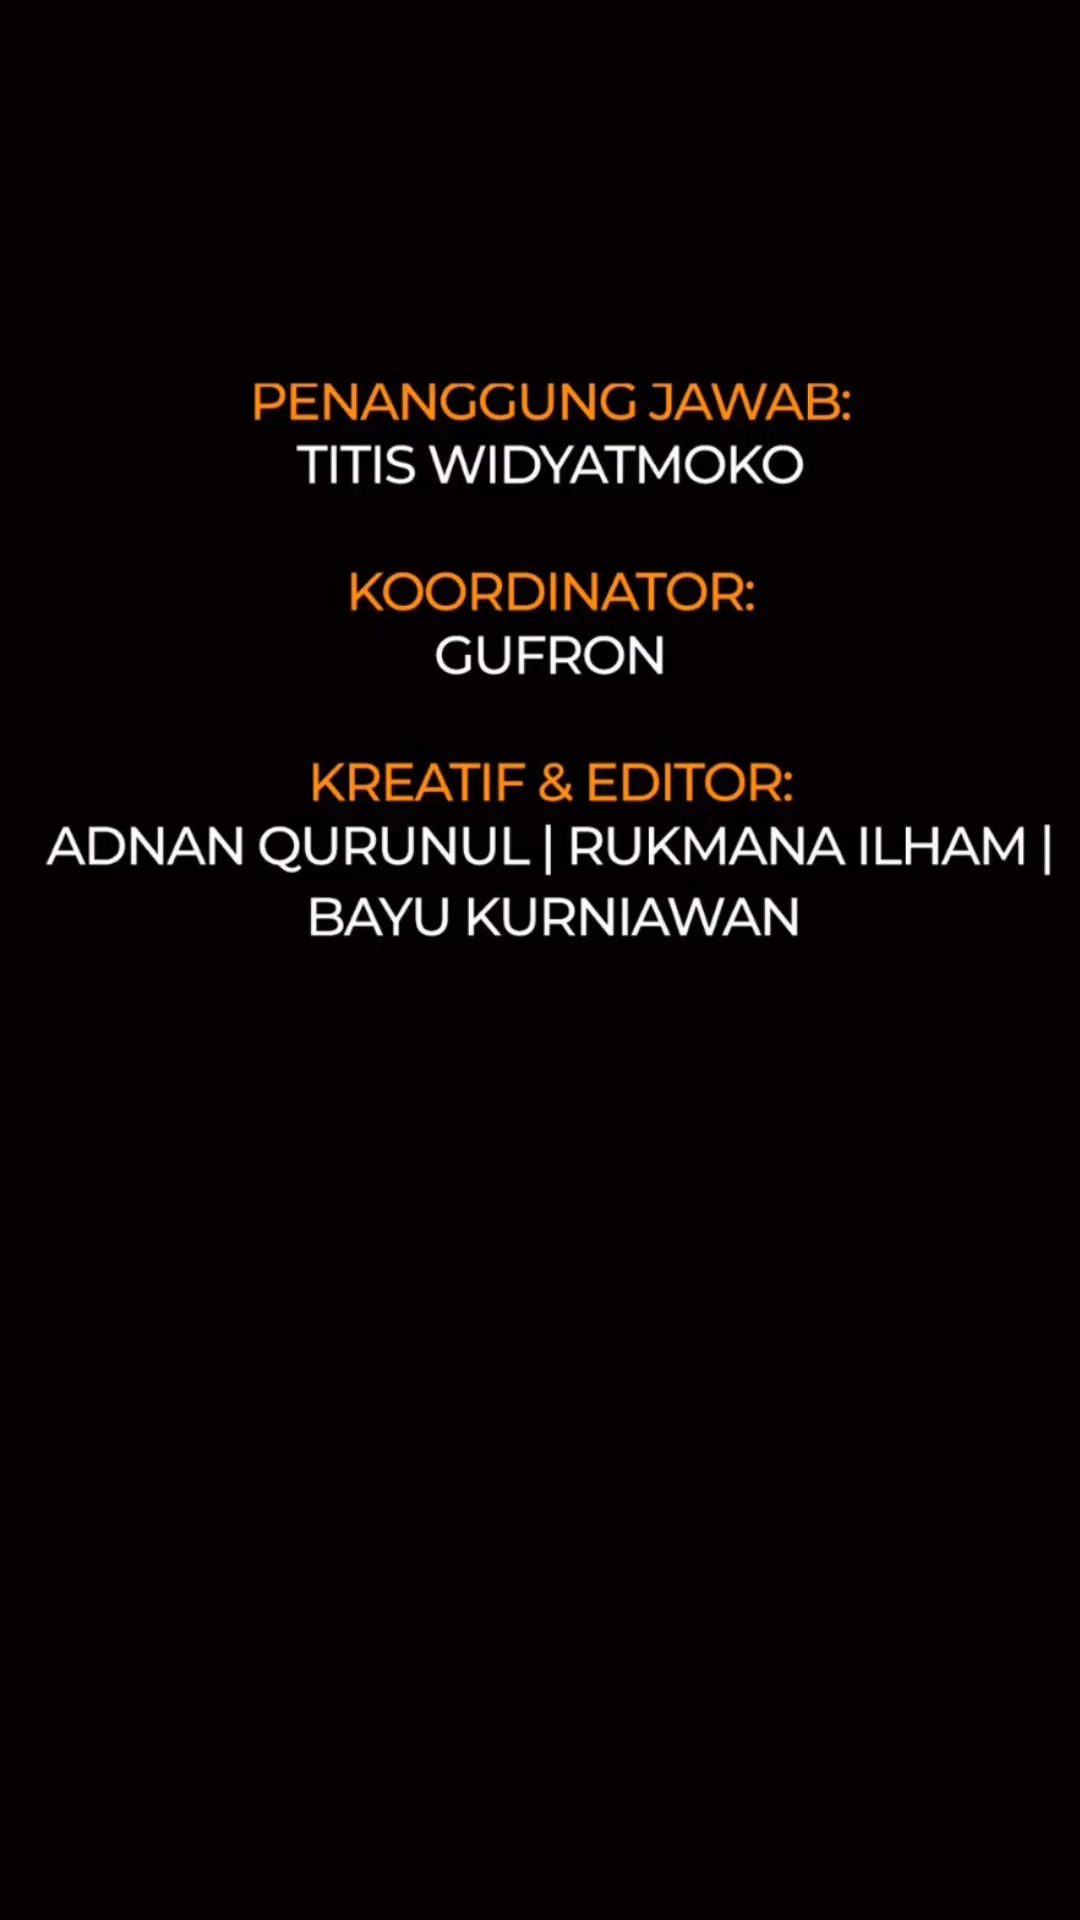 PENANGGUNG JAWAB:
TITIS WIDYATMOKO
KOORDINATOR:
GUFRON
KREATIF & EDITOR:
ADNAN QURUNUL | RUKMANA ILHAM |
BAYU KURNIAWAN